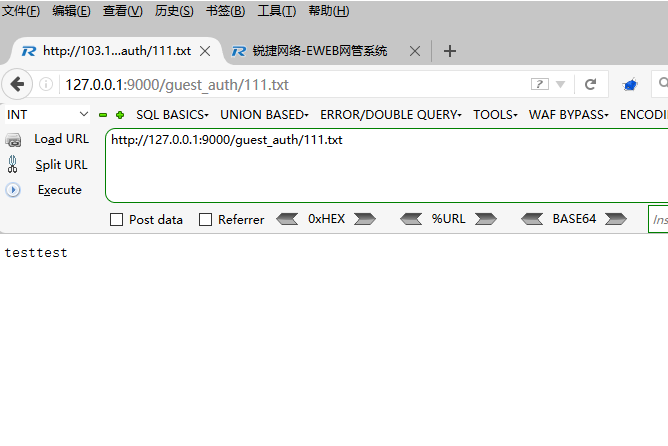 文件(F) 编辑(E) 查看(V) 历史(S) 书签(B) 工具(T) 帮助(H)
http://103.1...auth/111.txt 锐捷网络-EWEB网管系统
127.0.0.1:9000/guest_auth/111.txt
INT SQL BASICS UNION BASED ERROR/DOUBLE QUERY TOOLS WAF BYPASS ENCODI
Load URL http://127.0.0.1:9000/guest_auth/111.txt
Split URL
Execute
Post data Referrer 0xHEX %URL BASE64 Ins
testtest